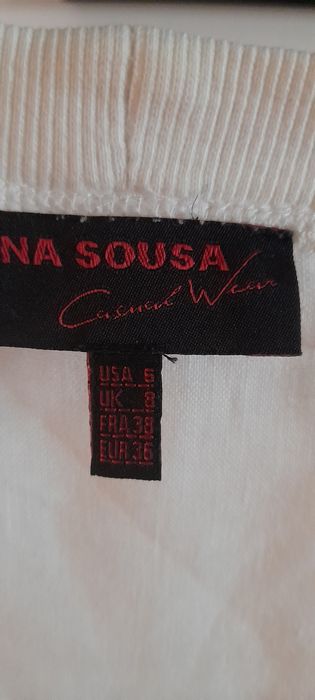 NA SOUSA
Casual Wear
USA 6
UK 8
FRA 38
EUR 36